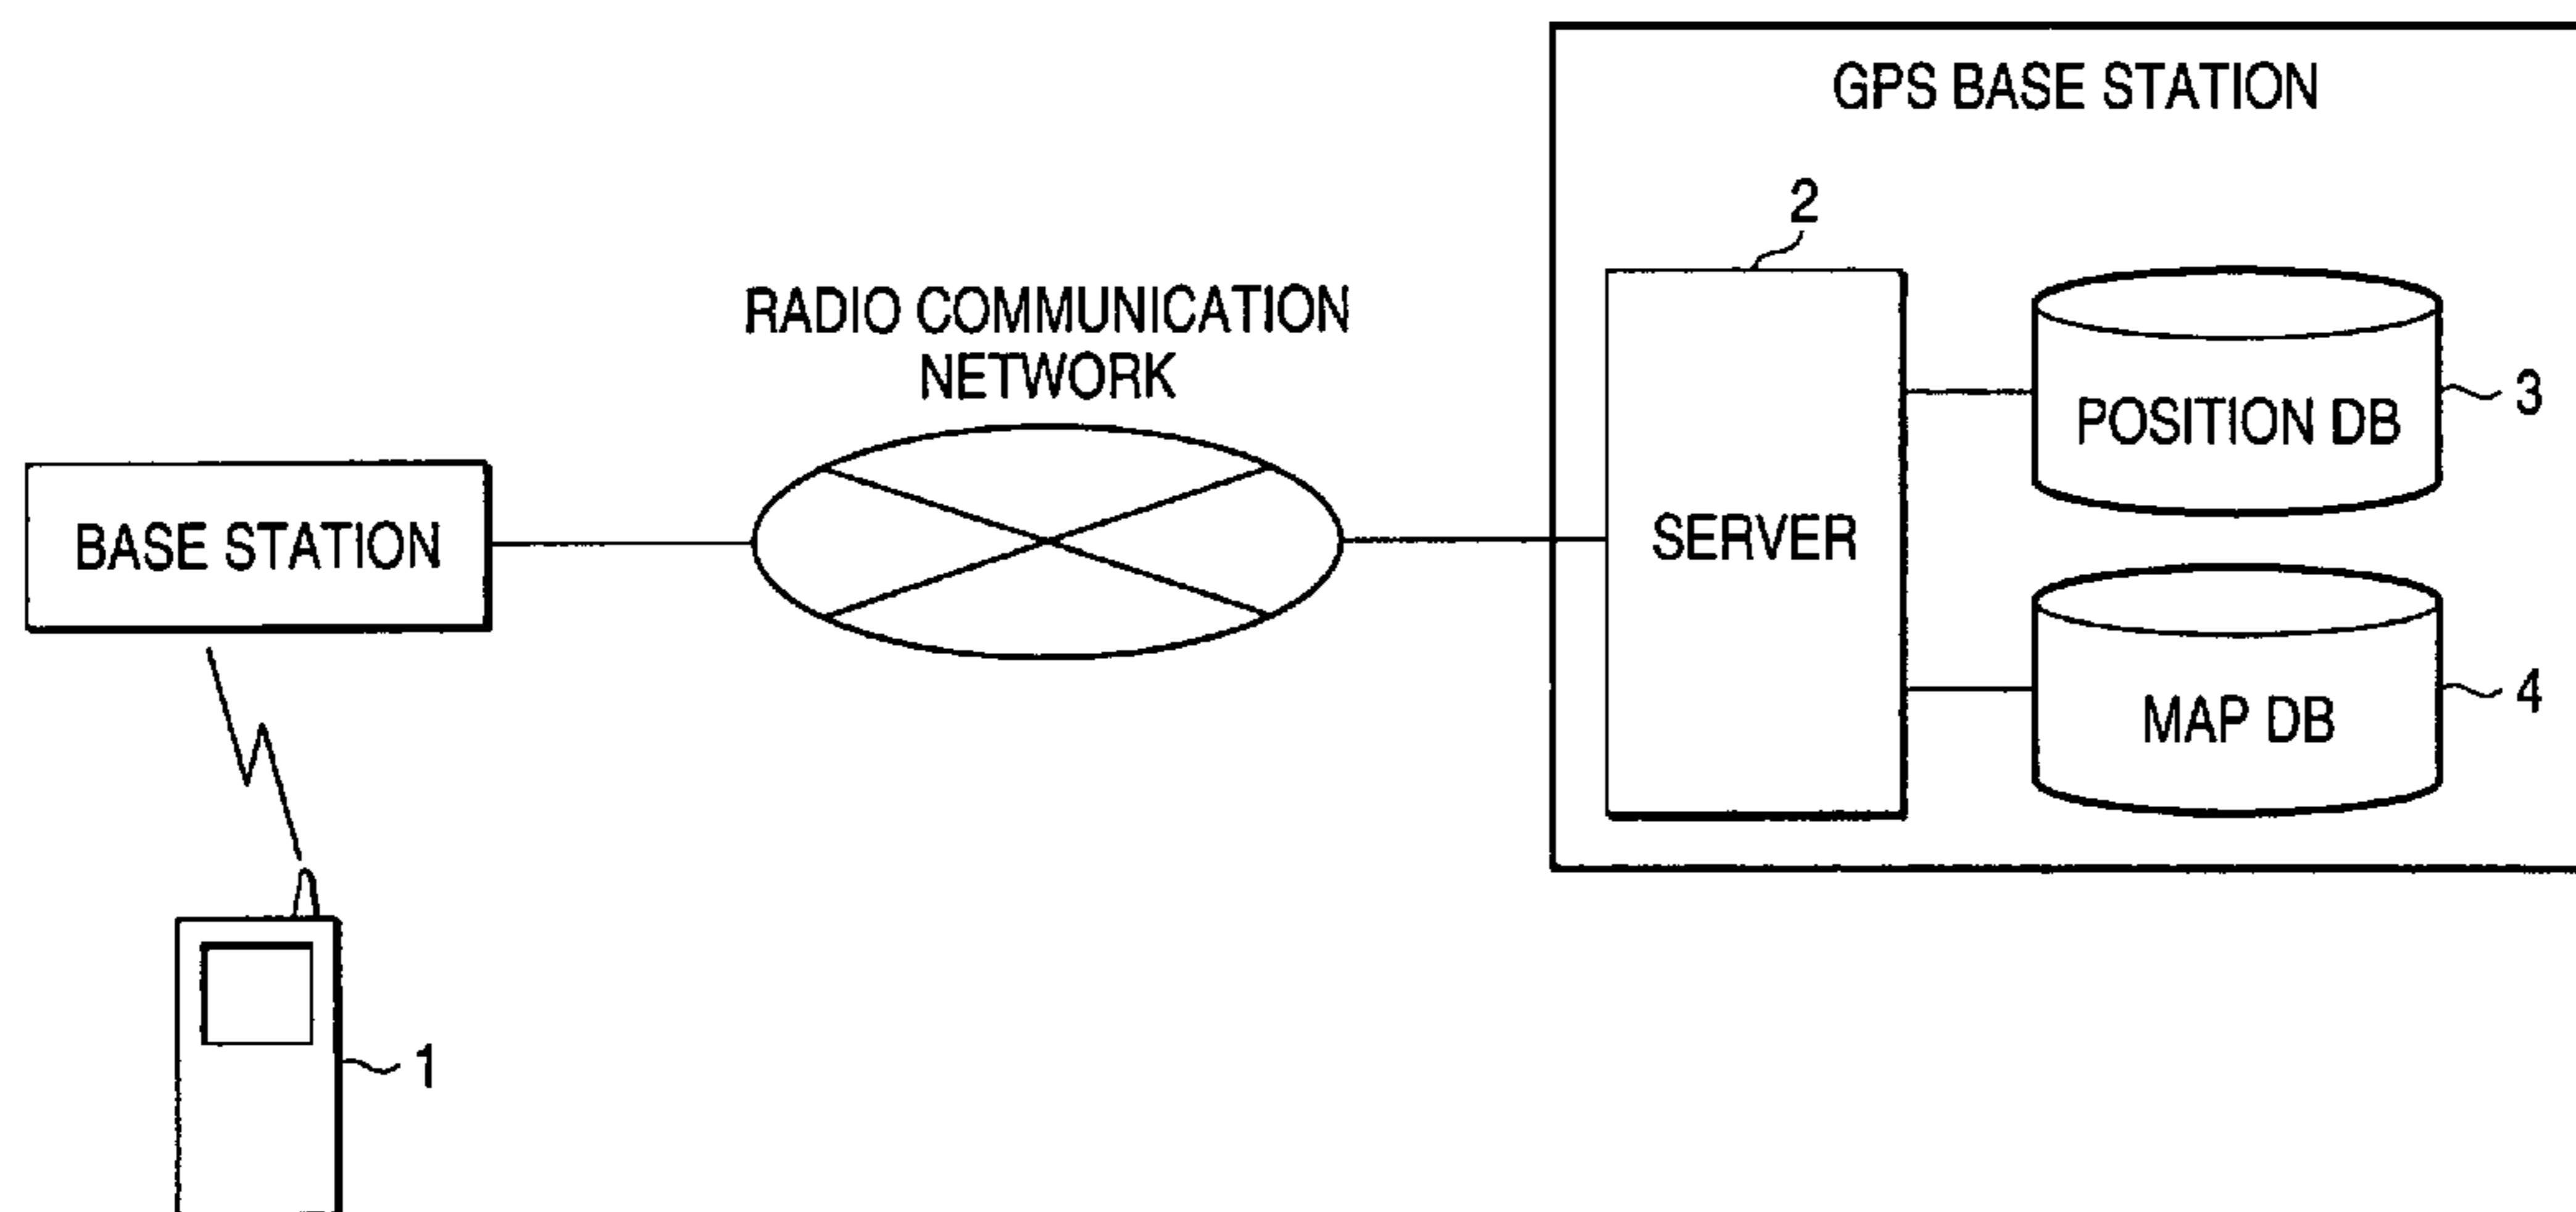 GPS BASE STATION
2
RADIO COMMUNICATION
NETWORK
POSITION DB
3
BASE STATION
SERVER
MAP DB
4
1